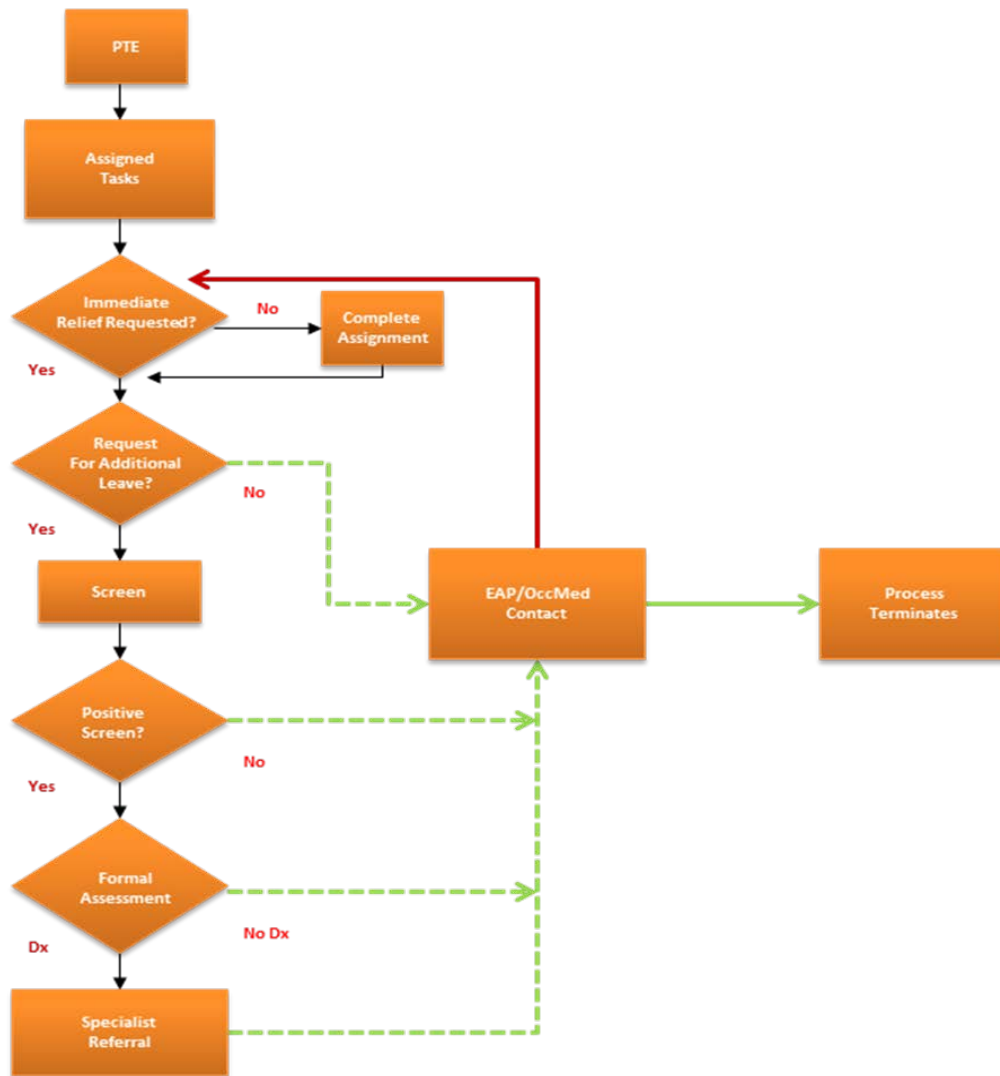 PTE
Assigned
Tasks
Immediate
Relief Requested?
No
Complete
Assignment
Yes
Request
For Additional
Leave?
No
Yes
Screen
EAP/OccMed
Contact
Process
Terminates
Positive
Screen?
No
Yes
Formal
Assessment
No Dx
Dx
Specialist
Referral